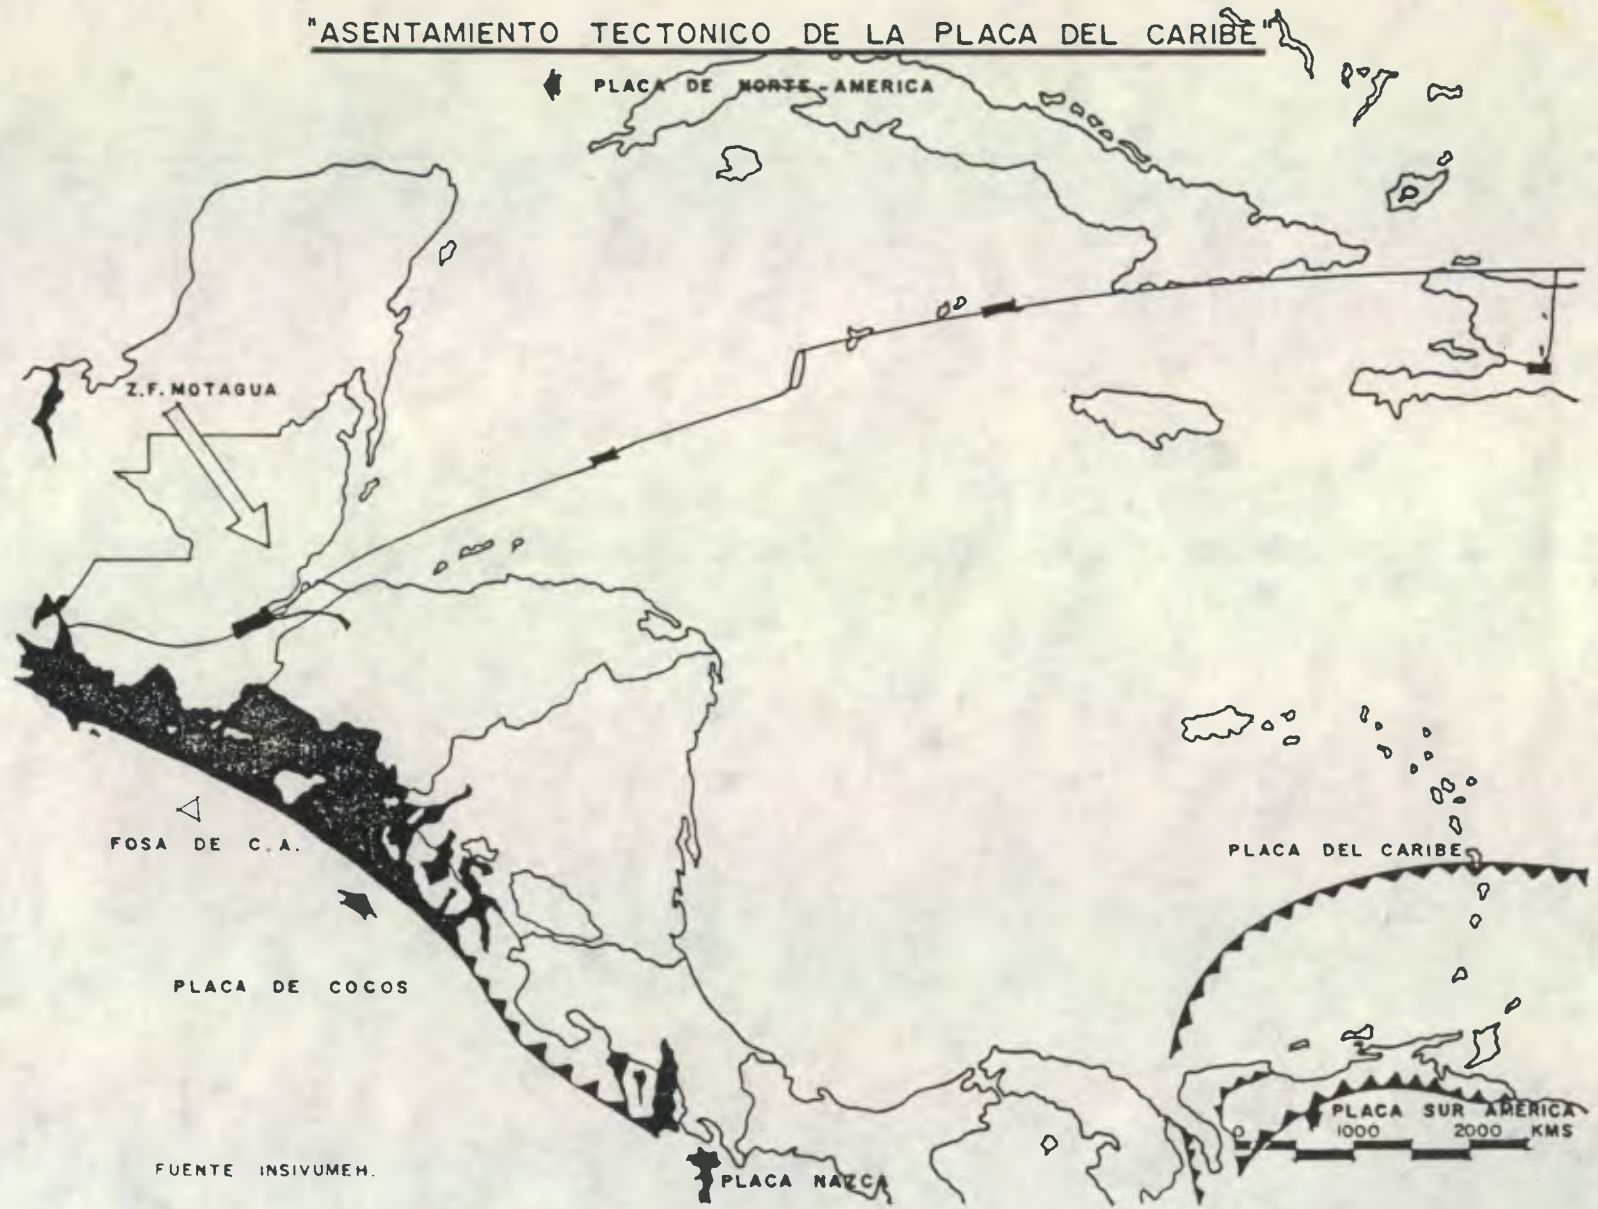 "ASENTAMIENTO TECTONICO DE LA PLACA DEL CARIBE"
PLACA DE NORTE-AMERICA
Z.F. MOTAGUA
FOSA DE C.A.
PLACA DEL CARIBE
PLACA DE COCOS
PLACA SUR AMERICA
0 1000 2000 KMS
FUENTE INSIVUMEH.
PLACA NAZCA